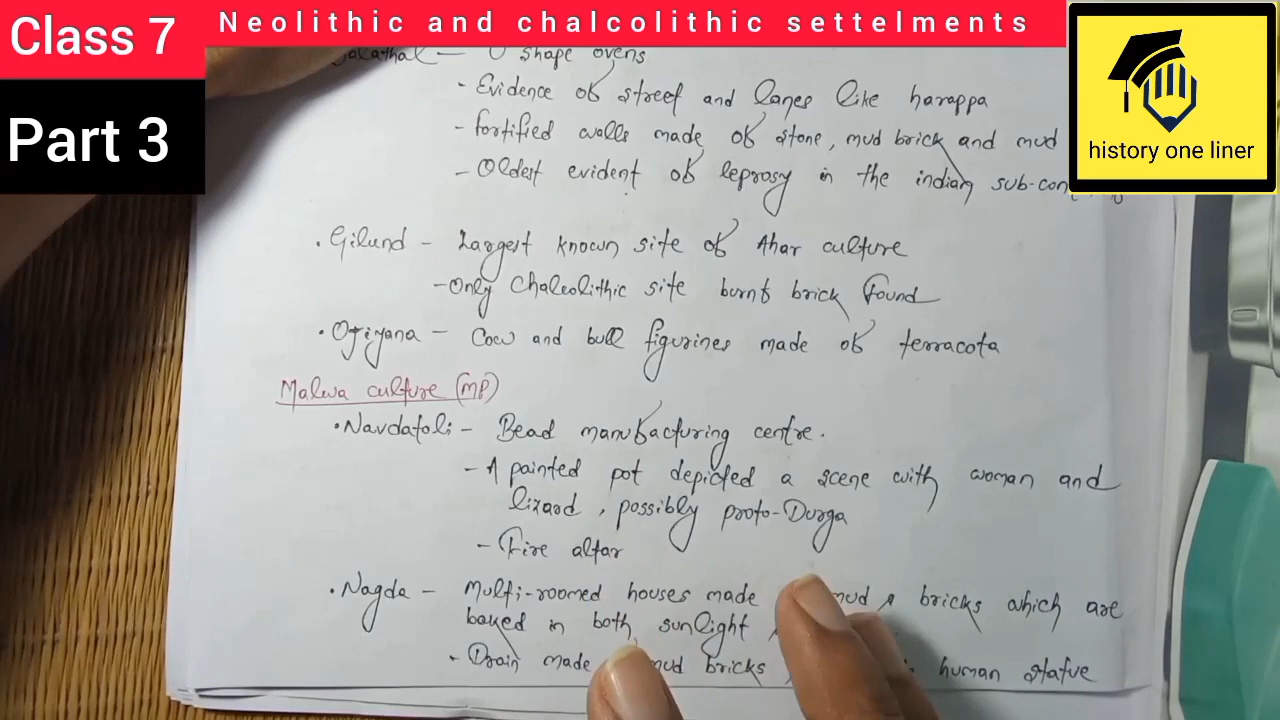 Class 7
Neolithic and chalcolithic settelments
Part 3
history one liner
U shape ovens
- Evidence of street and lanes like harappa
- fortified walls made of stone, mud brick and mud
- Oldest evident of leprosy in the indian sub-con
. Gilund - Largest known site of Ahar culture
- Only Chalcolithic site burnt brick found
. Ojiyana - Cow and bull figurines made of terracota
Malwa culture (MP)
. Navdatoli - Bead manufacturing centre.
- A painted pot depicted a scene with woman and
lizard, possibly proto-Durga
- Fire altar
. Nagda - Multi-roomed houses made mud bricks which are
baked in both sunlight
- Drain made mud bricks human statue